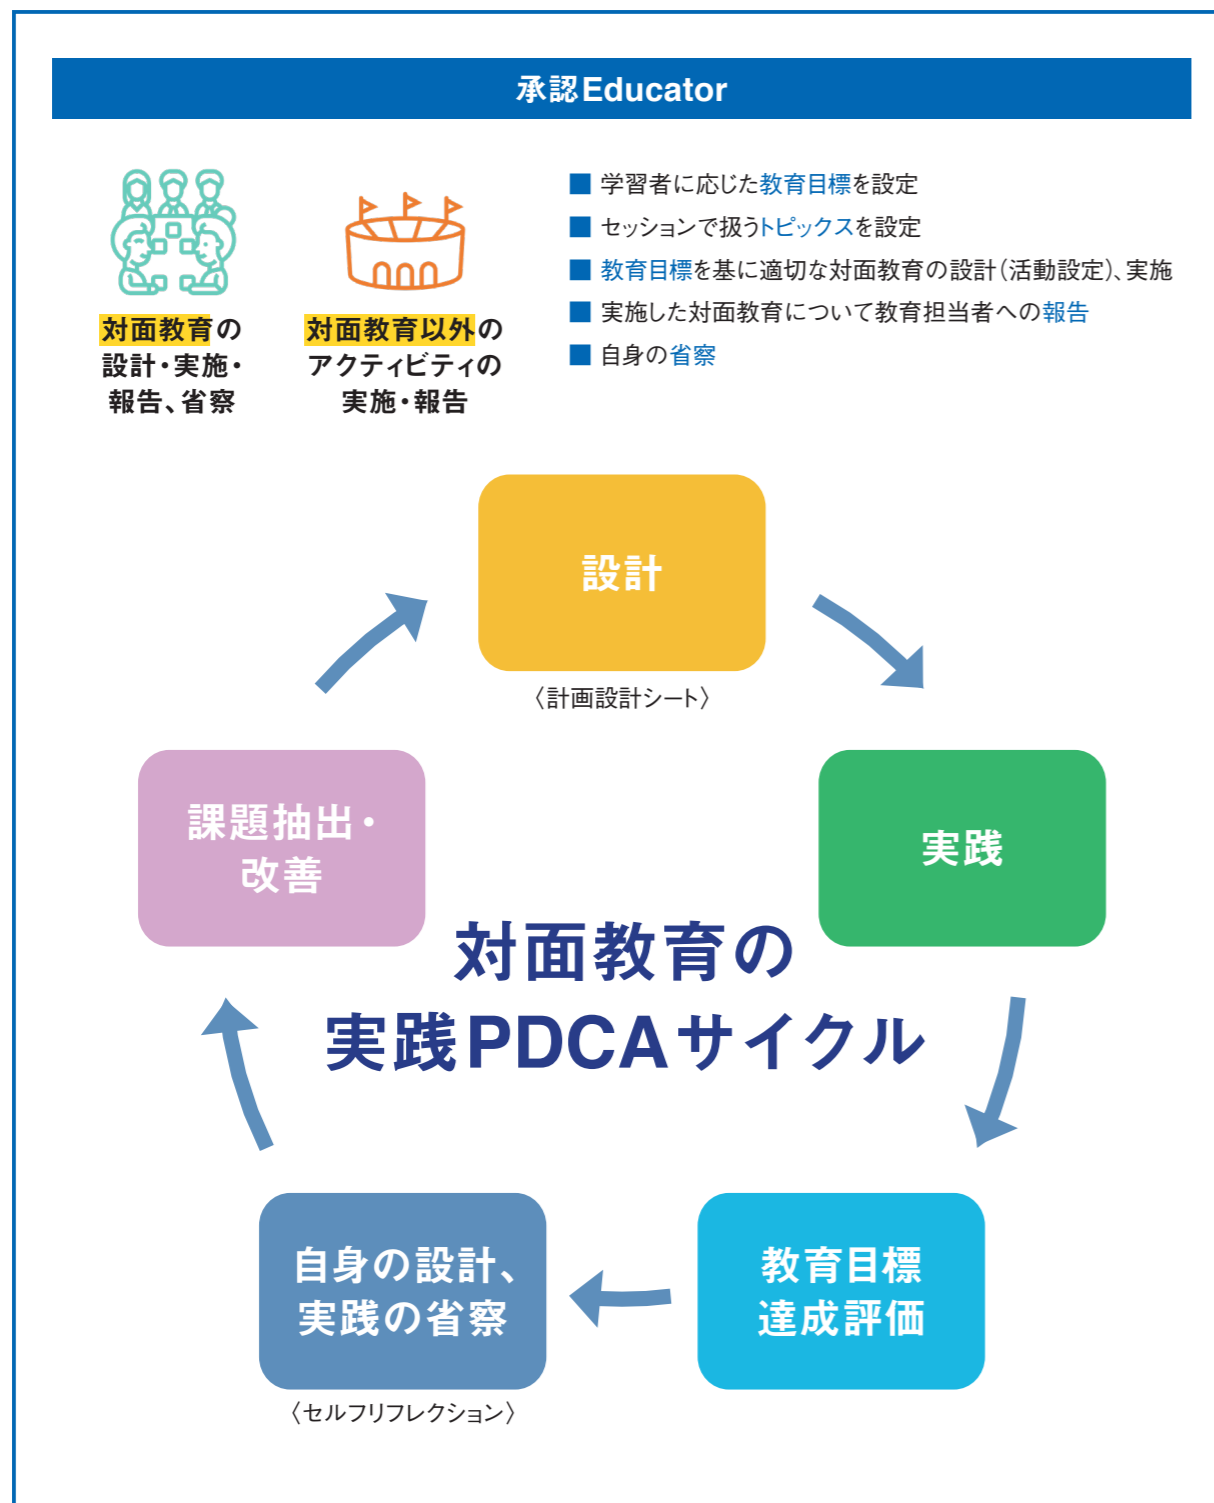 承認Educator
対面教育の
設計・実施・
報告、省察
対面教育以外の
アクティビティの
実施・報告
■ 学習者に応じた教育目標を設定
■ セッションで扱うトピックスを設定
■ 教育目標を基に適切な対面教育の設計(活動設定)、実施
■ 実施した対面教育について教育担当者への報告
■ 自身の省察
設計
〈計画設計シート〉
実践
課題抽出・
改善
対面教育の
実践PDCAサイクル
教育目標
達成評価
自身の設計、
実践の省察
〈セルフリフレクション〉